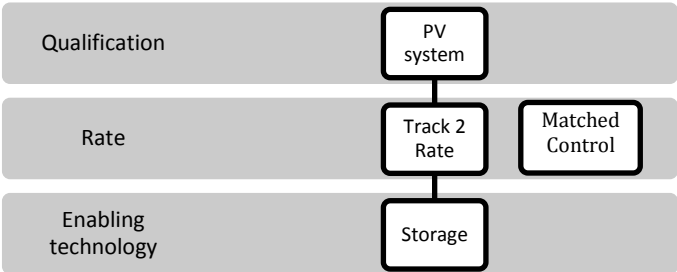 Qualification
PV
system
Rate
Track 2
Rate
Matched
Control
Enabling
technology
Storage